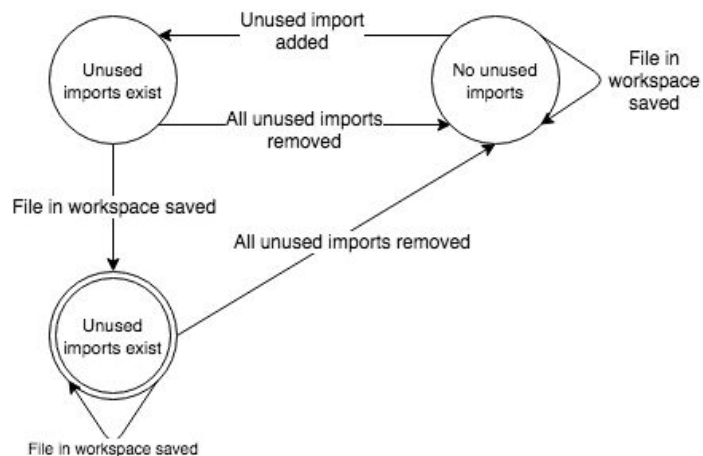 Unused import
added
Unused
imports exist
No unused
imports
File in
workspace
saved
All unused imports
removed
File in workspace saved
All unused imports removed
Unused
imports exist
File in workspace saved